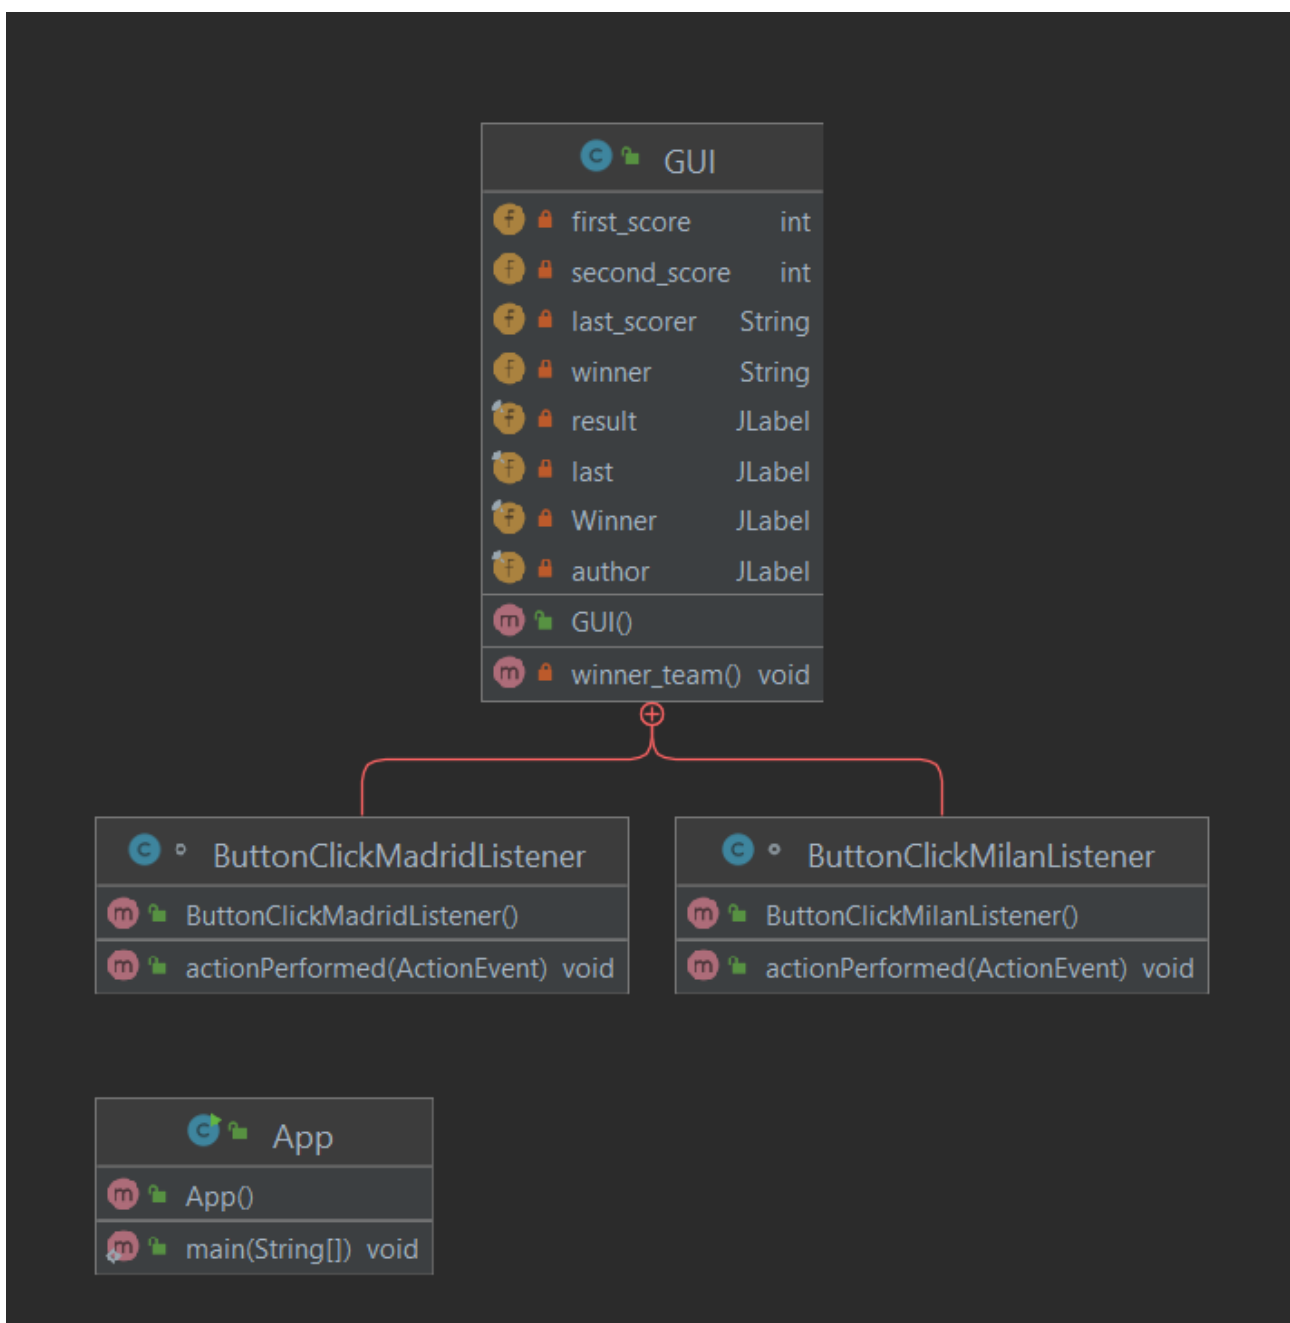 GUI
first_score int
second_score int
last_scorer String
winner String
result JLabel
last JLabel
Winner JLabel
author JLabel
GUI()
winner_team() void
ButtonClickMadridListener
ButtonClickMadridListener()
actionPerformed(ActionEvent) void
ButtonClickMilanListener
ButtonClickMilanListener()
actionPerformed(ActionEvent) void
App
App()
main(String[]) void